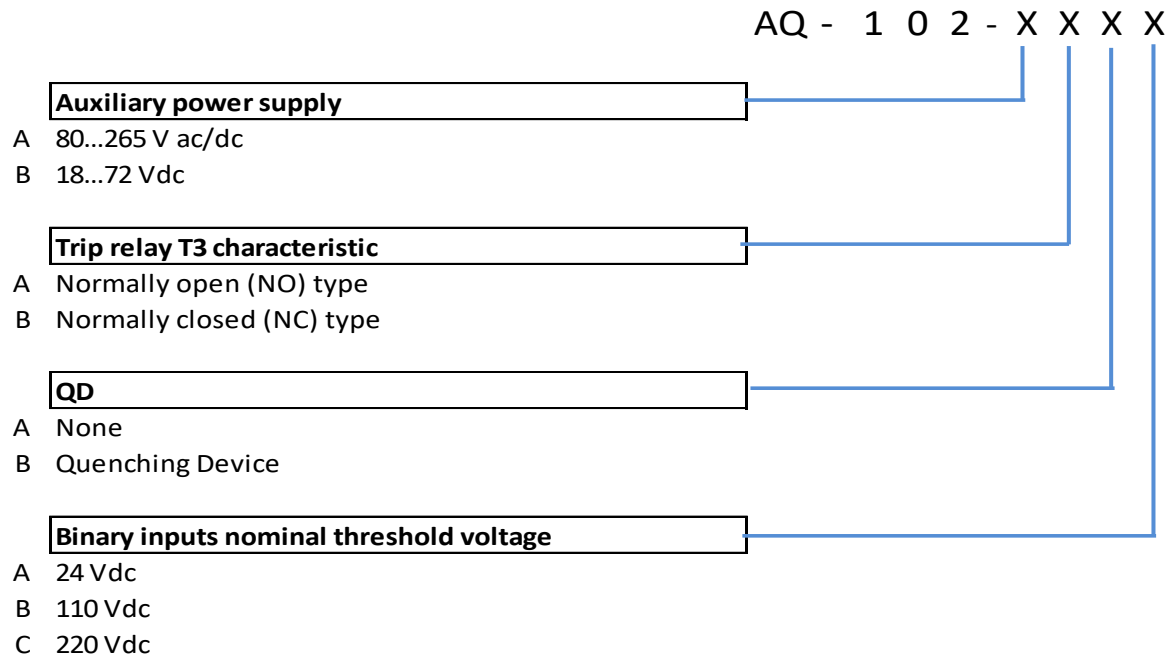 AQ - 1 0 2 - X X X X
Auxiliary power supply
A 80...265 V ac/dc
B 18...72 Vdc
Trip relay T3 characteristic
A Normally open (NO) type
B Normally closed (NC) type
QD
A None
B Quenching Device
Binary inputs nominal threshold voltage
A 24 Vdc
B 110 Vdc
C 220 Vdc